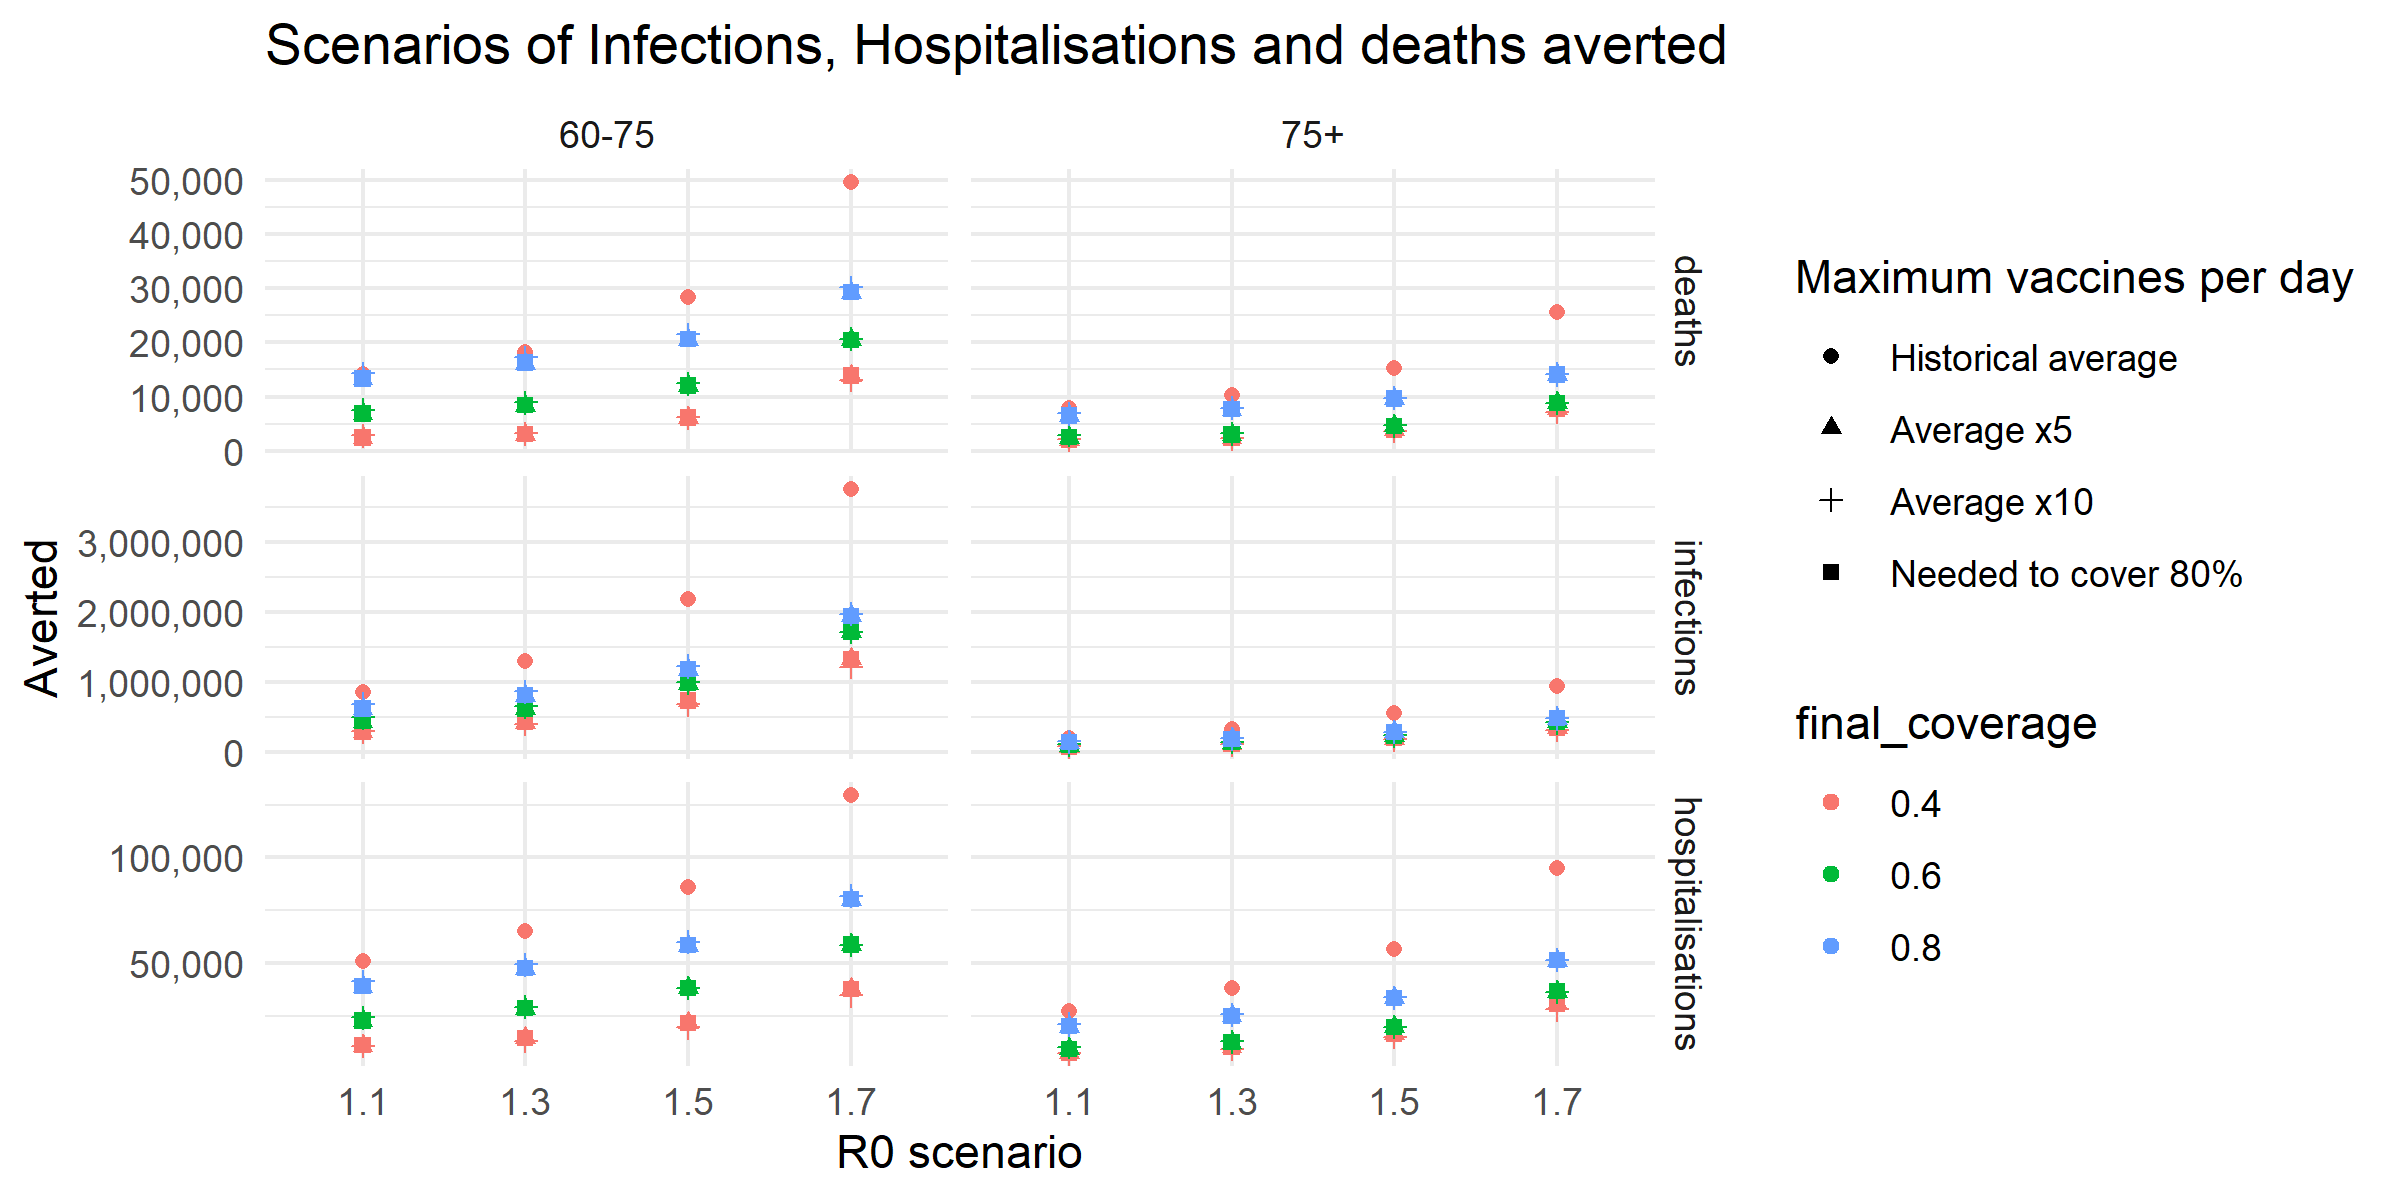 Scenarios of Infections, Hospitalisations and deaths averted
60-75
75+
50,000
40,000
30,000
20,000
10,000
0
deaths
3,000,000
2,000,000
1,000,000
0
infections
100,000
50,000
hospitalisations
Averted
1.1
1.3
1.5
1.7
1.1
1.3
1.5
1.7
R0 scenario
Maximum vaccines per day
Historical average
Average x5
Average x10
Needed to cover 80%
final_coverage
0.4
0.6
0.8